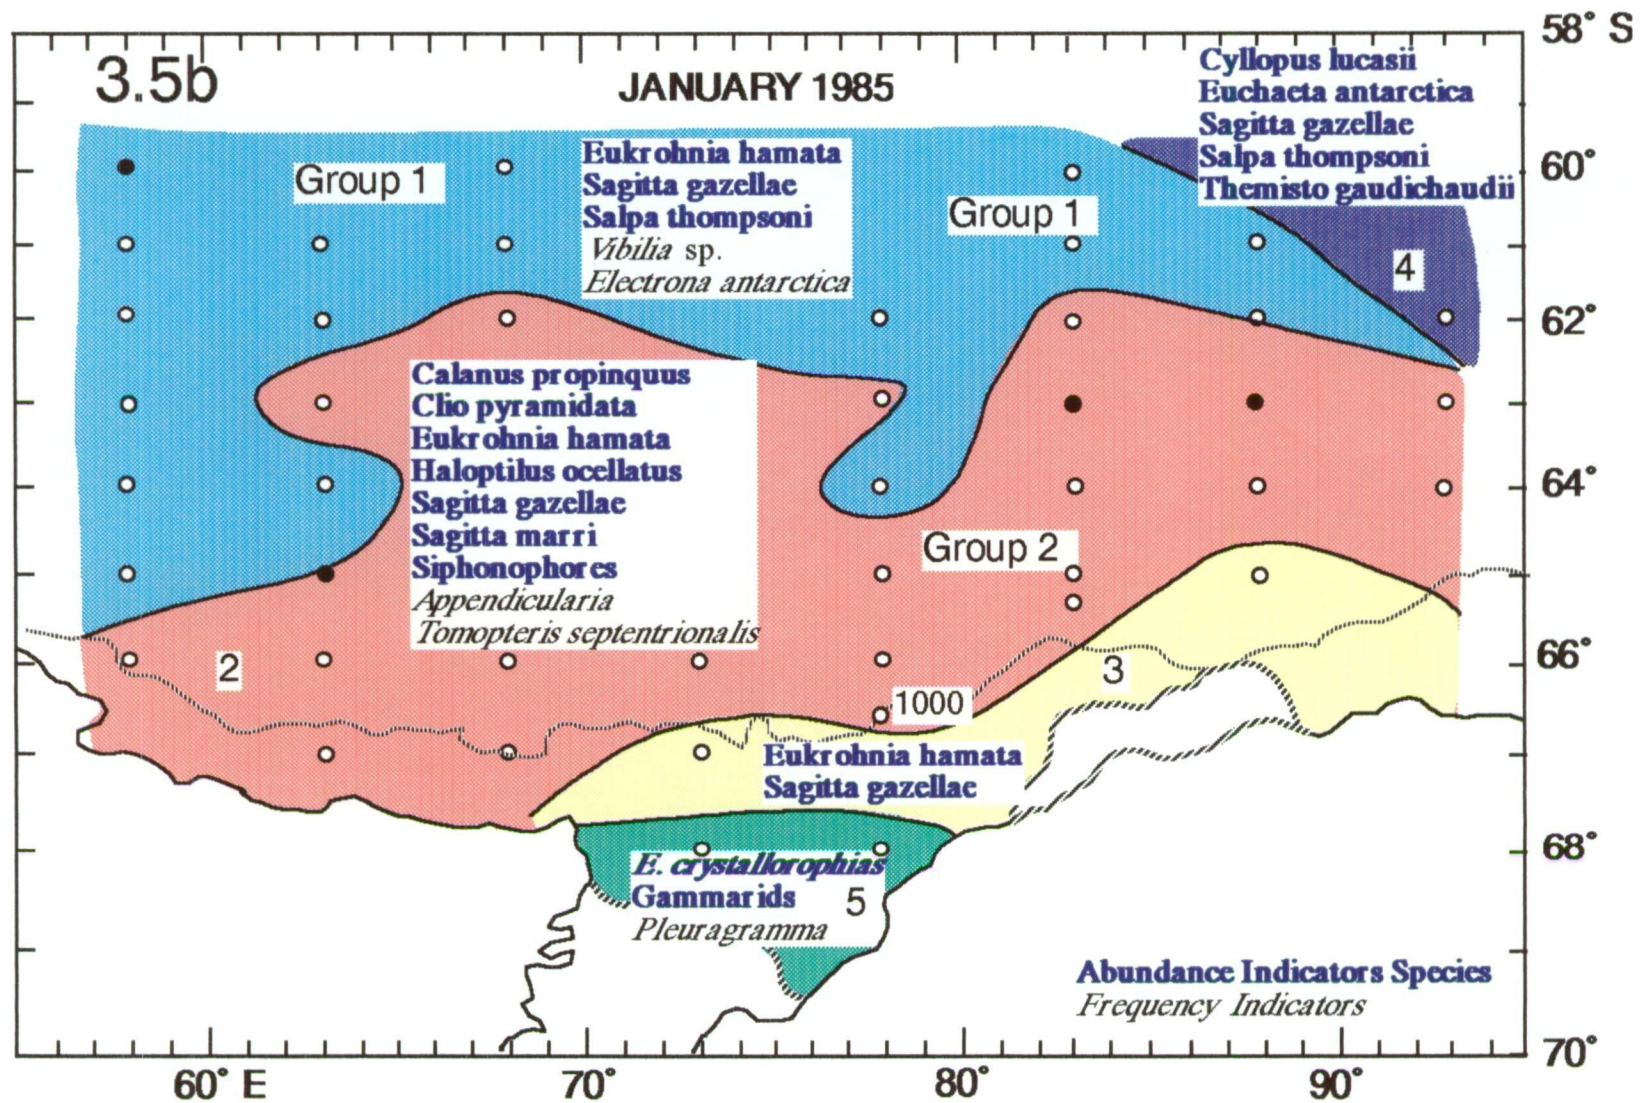 58° S
3.5b
JANUARY 1985
Cyllopus lucasii
Euchaeta antarctica
Sagitta gazellae
Salpa thompsoni
Themisto gaudichaudii
60°
Group 1
Eukrohnia hamata
Sagitta gazellae
Salpa thompsoni
Vibilia sp.
Electrona antarctica
Group 1
4
62°
Calanus propinquus
Clio pyramidata
Eukrohnia hamata
Haloptilus ocellatus
Sagitta gazellae
Sagitta marri
Siphonophores
Appendicularia
Tomopteris septentrionalis
64°
Group 2
66°
2
3
1000
Eukrohnia hamata
Sagitta gazellae
68°
E. crystallorophias
Gammarids
Pleuragramma
5
Abundance Indicators Species
Frequency Indicators
70°
60° E
70°
80°
90°